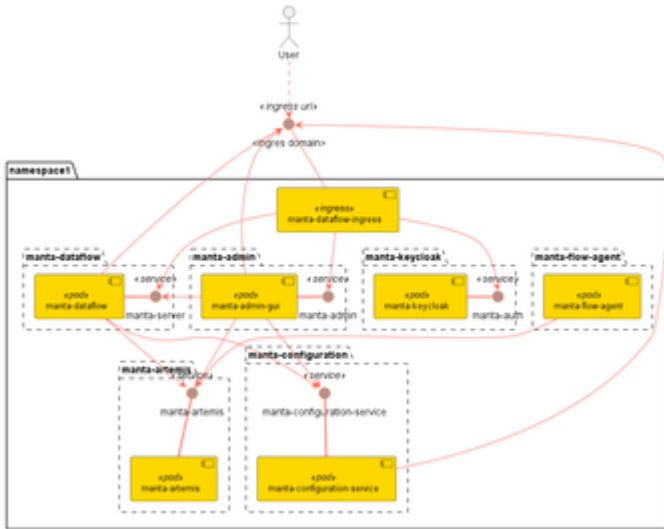 User
«ingress url»
«ingres domain»
namespace1
«ingress»
manta-dataflow-ingress
manta-dataflow
manta-admin
manta-keycloak
manta-flow-agent
«service»
«service»
«service»
«pod»
manta-dataflow
«pod»
manta-admin-gui
«pod»
manta-keycloak
«pod»
manta-flow-agent
manta-server
manta-admin
manta-auth
manta-artemis
manta-configuration
«service»
«service»
manta-artemis
manta-configuration-service
«pod»
manta-artemis
«pod»
manta-configuration-service